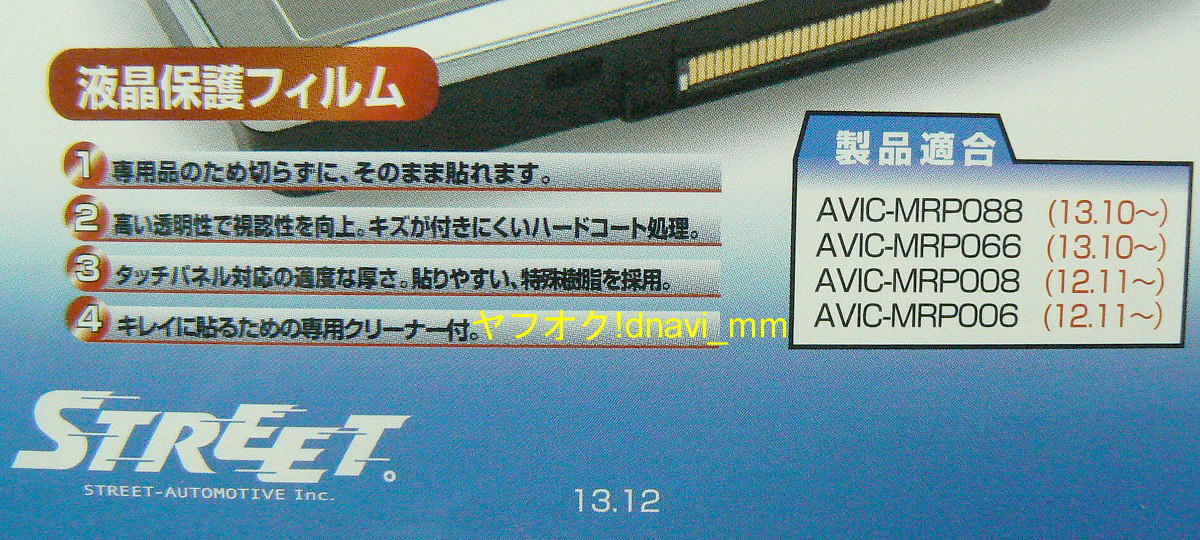 液晶保護フィルム
1 専用品のため切らずに、そのまま貼れます。
2 高い透明性で視認性を向上。キズが付きにくいハードコート処理。
3 タッチパネル対応の適度な厚さ。貼りやすい、特殊樹脂を採用。
4 キレイに貼るための専用クリーナー付。
ヤフオク!dnavi_mm
製品適合
AVIC-MRP088 (13.10~)
AVIC-MRP066 (13.10~)
AVIC-MRP008 (12.11~)
AVIC-MRP006 (12.11~)
STREET.
STREET-AUTOMOTIVE Inc.
13.12